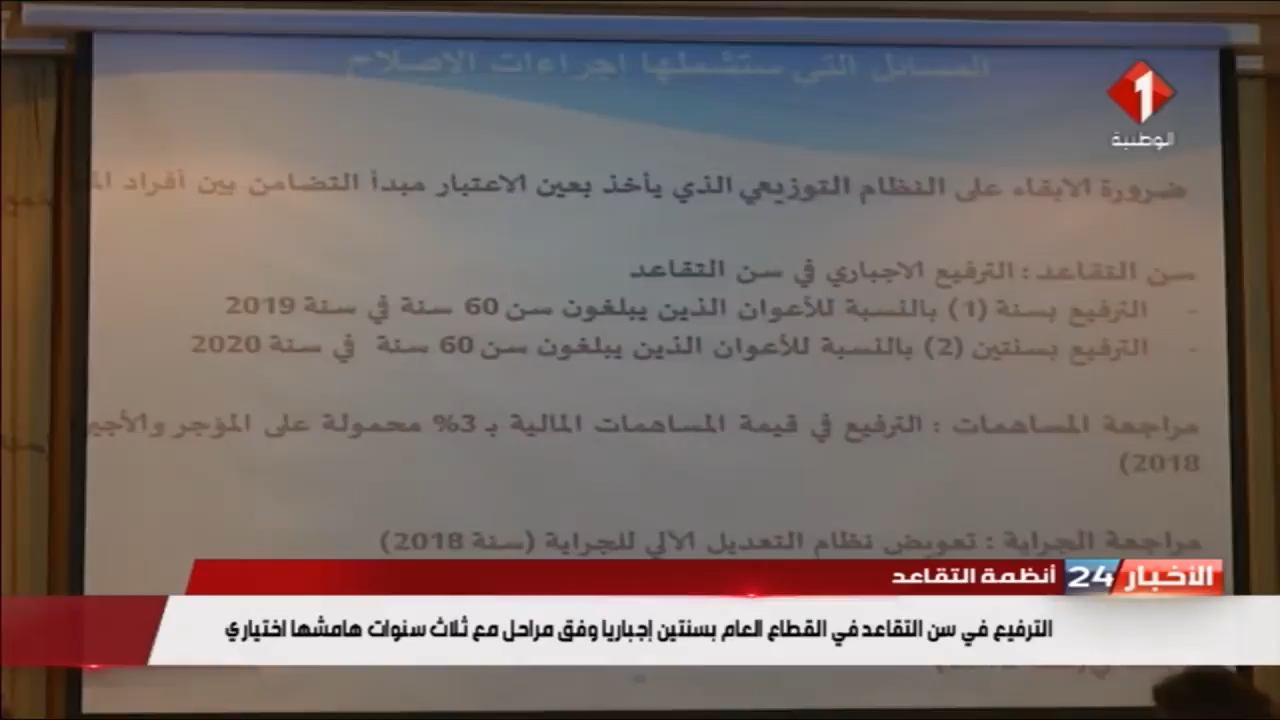 المسائل التي ستشملها اجراءات الاصلاح
الوطنية
ضرورة الابقاء على النظام التوزيعي الذي يأخذ بعين الاعتبار مبدأ التضامن بين أفراد
سن التقاعد : الترفيع الاجباري في سن التقاعد
- الترفيع بسنة (1) بالنسبة للأعوان الذين يبلغون سن 60 سنة في سنة 2019
- الترفيع بسنتين (2) بالنسبة للأعوان الذين يبلغون سن 60 سنة في سنة 2020
مراجعة المساهمات : الترفيع في قيمة المساهمات المالية بـ 3% محمولة على المؤجر
2018)
مراجعة الجراية : تعويض نظام التعديل الآلي للجراية (سنة 2018)
الأخبار 24 أنظمة التقاعد
الترفيع في سن التقاعد في القطاع العام بسنتين إجباريا وفق مراحل مع ثلاث سنوات هامشها اختياري